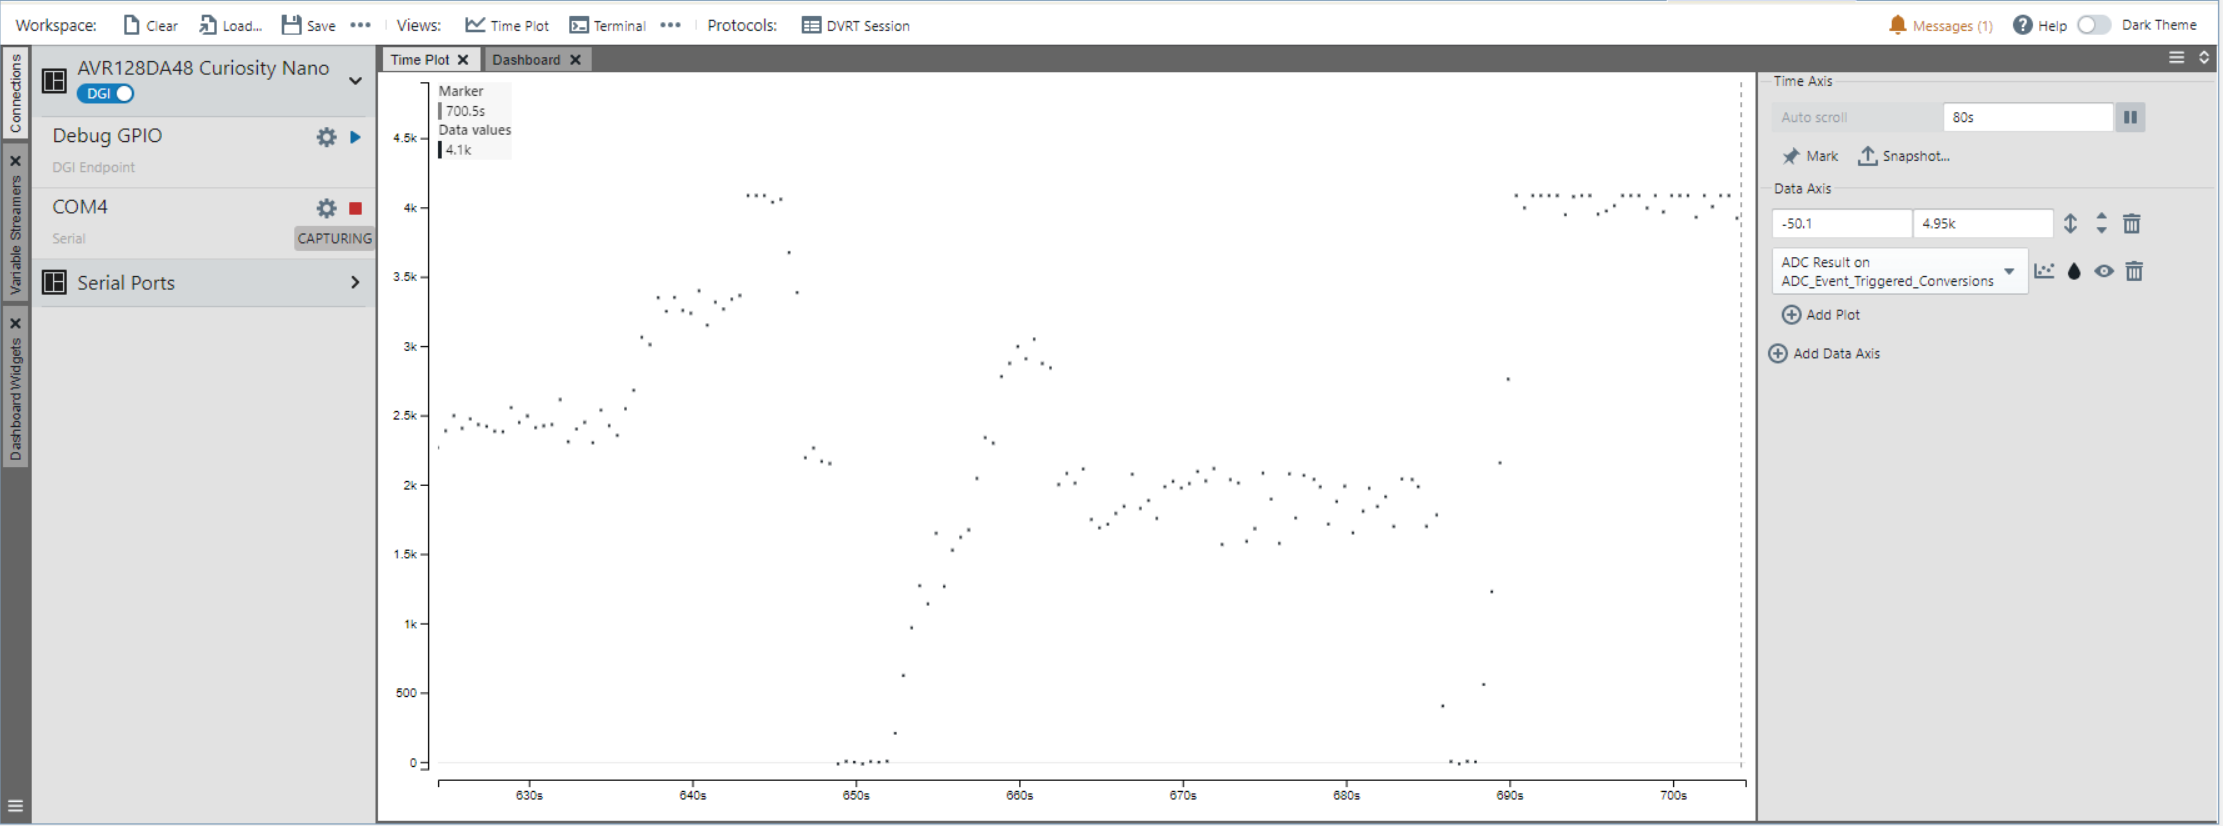 Workspace: Clear Load... Save ••• Views: Time Plot Terminal ••• Protocols: DVRT Session Messages (1) Help Dark Theme
Connections
Variable Streamers
Dashboard Widgets
AVR128DA48 Curiosity Nano
DGI
Debug GPIO
DGI Endpoint
COM4
Serial
CAPTURING
Serial Ports
Time Plot Dashboard
Marker
700.5s
Data values
4.1k
4.5k
4k
3.5k
3k
2.5k
2k
1.5k
1k
500
0
630s 640s 650s 660s 670s 680s 690s 700s
Time Axis
Auto scroll 80s
Mark Snapshot...
Data Axis
-50.1 4.95k
ADC Result on
ADC_Event_Triggered_Conversions
Add Plot
Add Data Axis